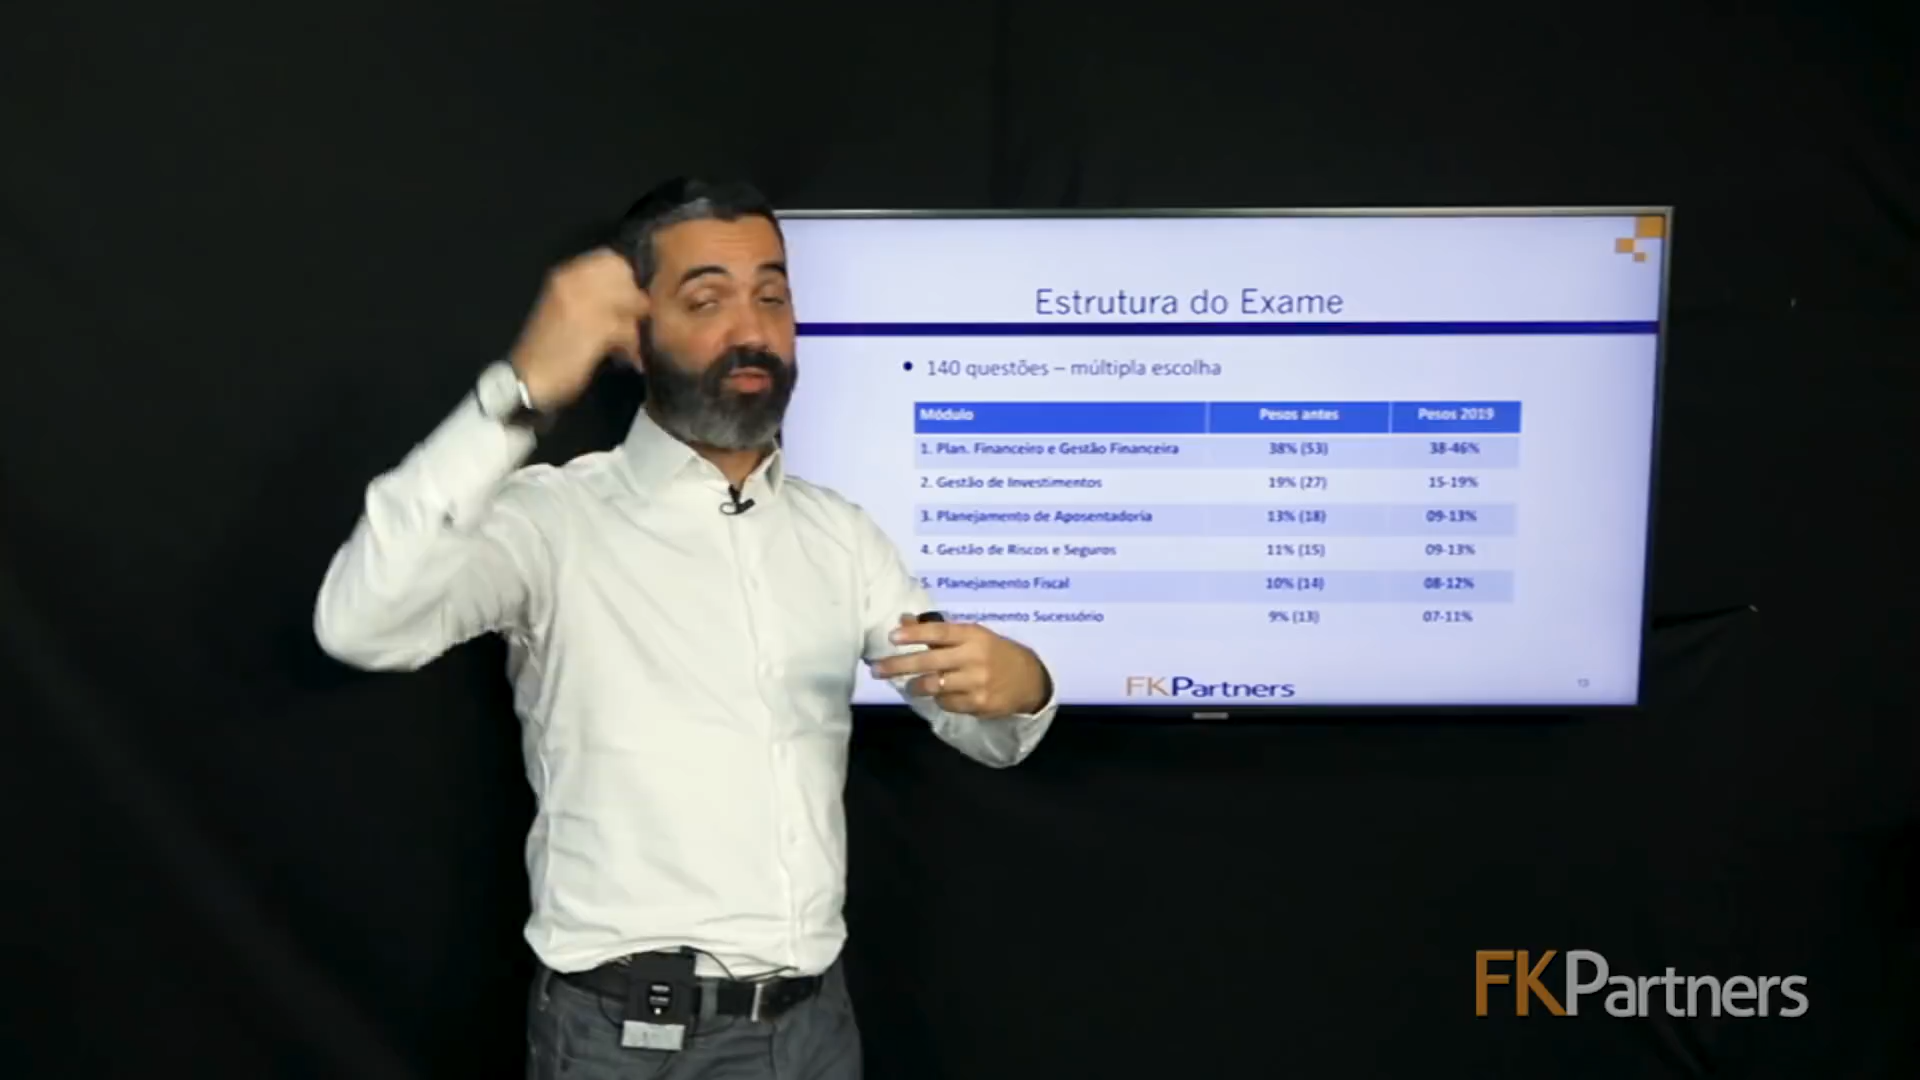 Estrutura do Exame
• 140 questões – múltipla escolha
Módulo Pesos antes Pesos 2019
1. Plan. Financeiro e Gestão Financeira 38% (53) 38-46%
2. Gestão de Investimentos 19% (27) 15-19%
3. Planejamento de Aposentadoria 13% (18) 09-13%
4. Gestão de Riscos e Seguros 11% (15) 09-13%
5. Planejamento Fiscal 10% (14) 08-12%
Planejamento Sucessório 9% (13) 07-11%
FKPartners
FKPartners